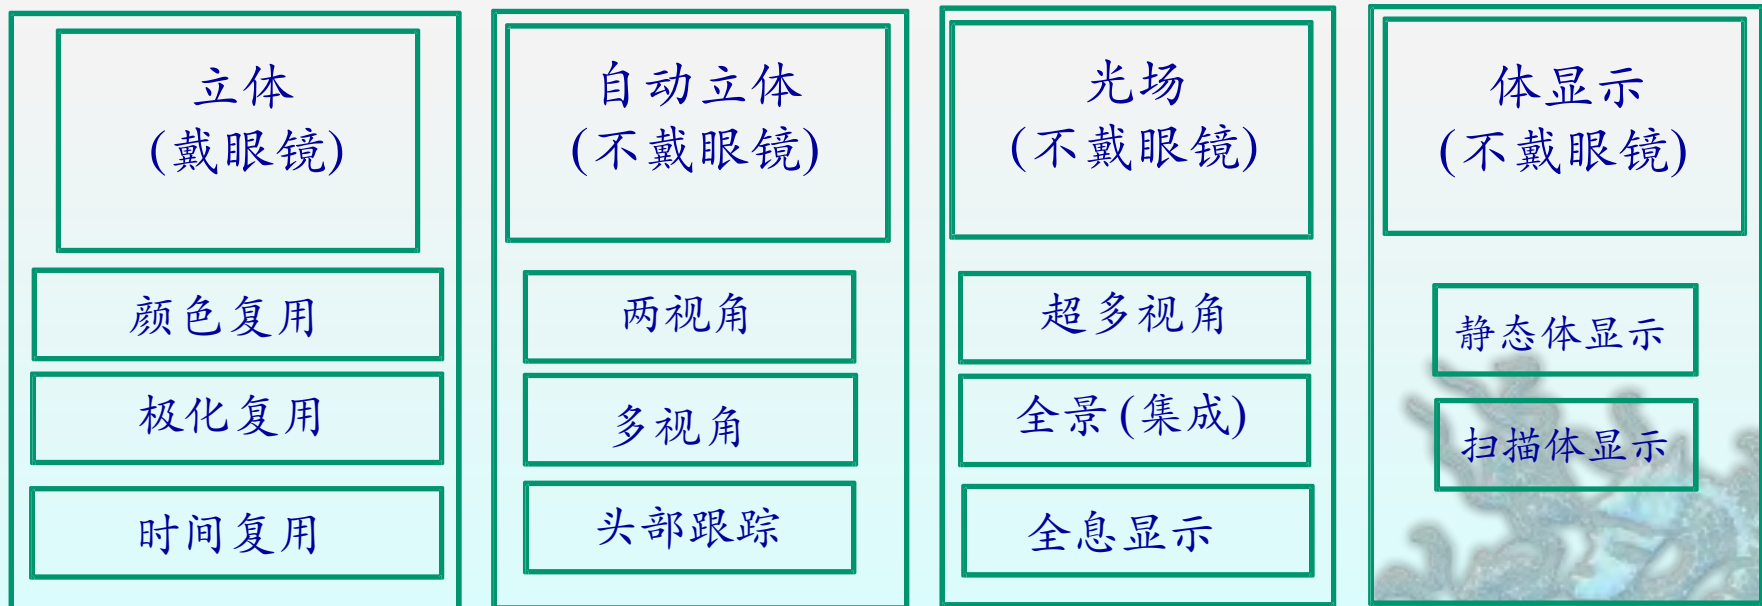 立体
(戴眼镜)
颜色复用
极化复用
时间复用
自动立体
(不戴眼镜)
两视角
多视角
头部跟踪
光场
(不戴眼镜)
超多视角
全景(集成)
全息显示
体显示
(不戴眼镜)
静态体显示
扫描体显示